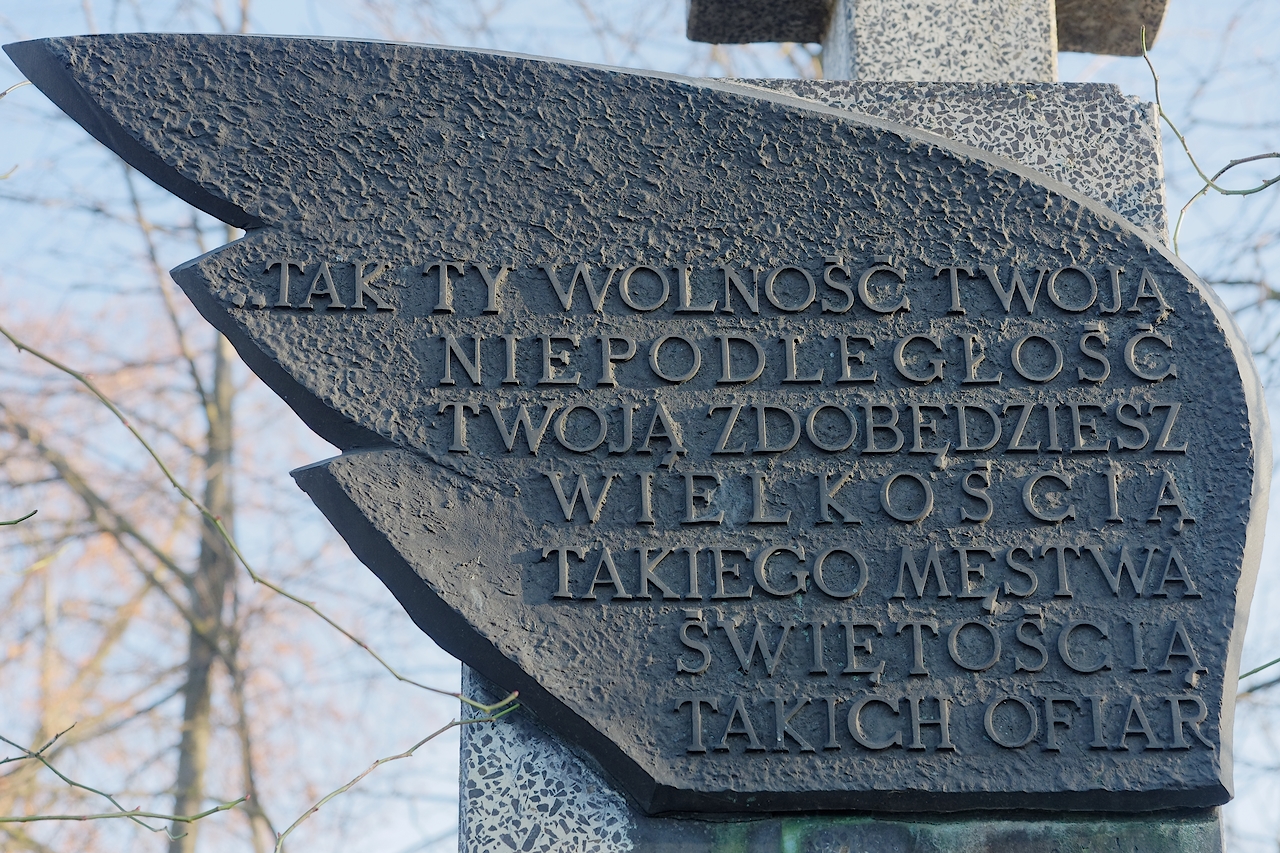 TAK TY WOLNOŚĆ TWOJĄ
NIEPODLEGŁOŚĆ
TWOJĄ ZDOBĘDZIESZ
WIELKOŚCIĄ
TAKIEGO MĘSTWA
ŚWIĘTOŚCIĄ
TAKICH OFIAR